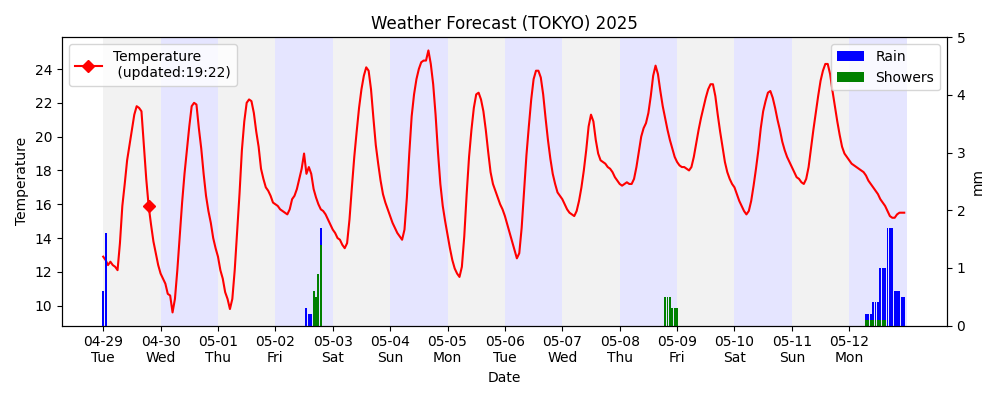 Weather Forecast (TOKYO) 2025
Temperature
(updated:19:22)
Rain
Showers
Temperature
24
22
20
18
16
14
12
10
5
4
3
2
1
0
mm
04-29 04-30 05-01 05-02 05-03 05-04 05-05 05-06 05-07 05-08 05-09 05-10 05-11 05-12
Tue Wed Thu Fri Sat Sun Mon Tue Wed Thu Fri Sat Sun Mon
Date